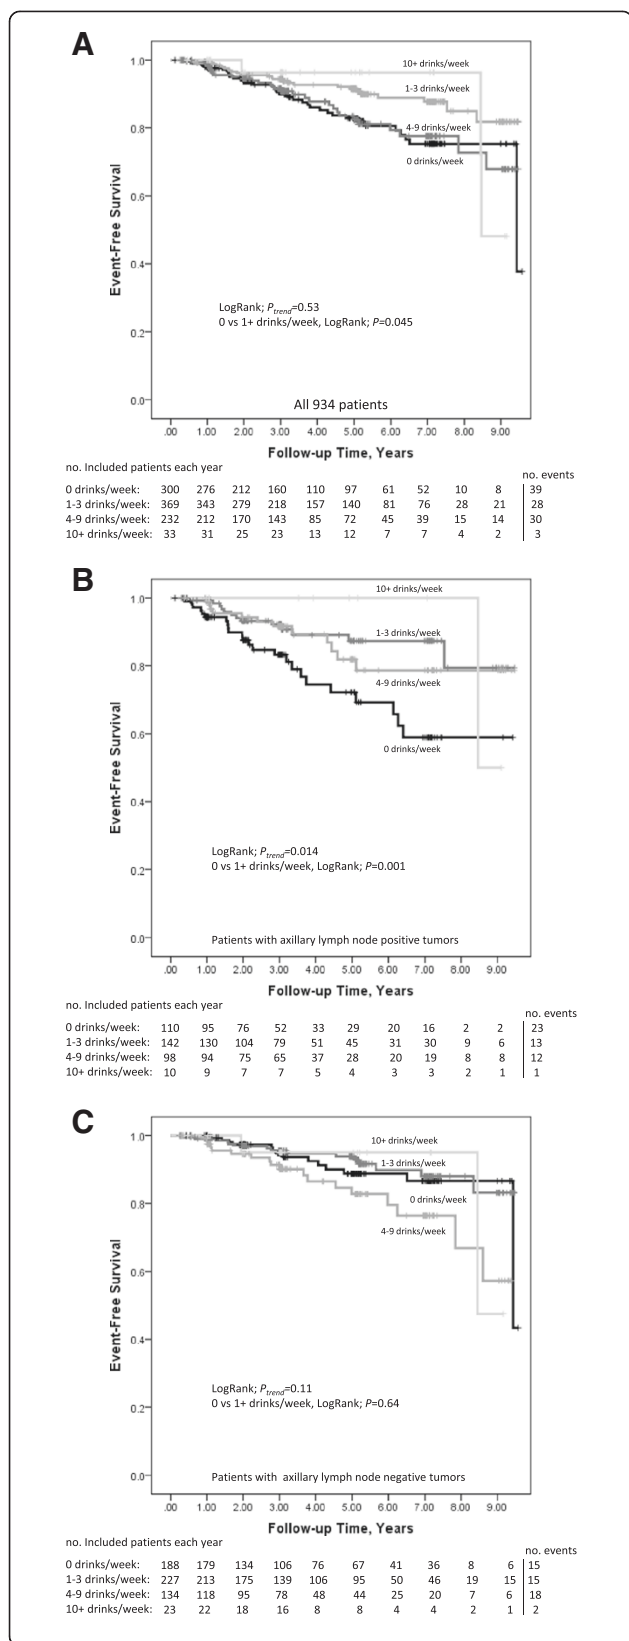 A
1.0
10+ drinks/week
1-3 drinks/week
0.8
4-9 drinks/week
0 drinks/week
0.6
Event-Free Survival
0.4
LogRank; Ptrend=0.53
0 vs 1+ drinks/week, LogRank; P=0.045
0.2
0.0
All 934 patients
.00 1.00 2.00 3.00 4.00 5.00 6.00 7.00 8.00 9.00
Follow-up Time, Years
no. Included patients each year
no. events
0 drinks/week: 300 276 212 160 110 97 61 52 10 8 39
1-3 drinks/week: 369 343 279 218 157 140 81 76 28 21 28
4-9 drinks/week: 232 212 170 143 85 72 45 39 15 14 30
10+ drinks/week: 33 31 25 23 13 12 7 7 4 2 3
B
10+ drinks/week
1.0
1-3 drinks/week
0.8
4-9 drinks/week
0.6
0 drinks/week
Event-Free Survival
0.4
LogRank; Ptrend=0.014
0 vs 1+ drinks/week, LogRank; P=0.001
0.2
0.0
Patients with axillary lymph node positive tumors
.00 1.00 2.00 3.00 4.00 5.00 6.00 7.00 8.00 9.00
Follow-up Time, Years
no. Included patients each year
no. events
0 drinks/week: 110 95 76 52 33 29 20 16 2 2 23
1-3 drinks/week: 142 130 104 79 51 45 31 30 9 6 13
4-9 drinks/week: 98 94 75 65 37 28 20 19 8 8 12
10+ drinks/week: 10 9 7 7 5 4 3 3 2 1 1
C
1.0
10+ drinks/week
1-3 drinks/week
0.8
0 drinks/week
4-9 drinks/week
0.6
Event-Free Survival
0.4
LogRank; Ptrend=0.11
0 vs 1+ drinks/week, LogRank; P=0.64
0.2
0.0
Patients with axillary lymph node negative tumors
.00 1.00 2.00 3.00 4.00 5.00 6.00 7.00 8.00 9.00
Follow-up Time, Years
no. Included patients each year
no. events
0 drinks/week: 188 179 134 106 76 67 41 36 8 6 15
1-3 drinks/week: 227 213 175 139 106 95 50 46 19 15 15
4-9 drinks/week: 134 118 95 78 48 44 25 20 7 6 18
10+ drinks/week: 23 22 18 16 8 8 4 4 2 1 2